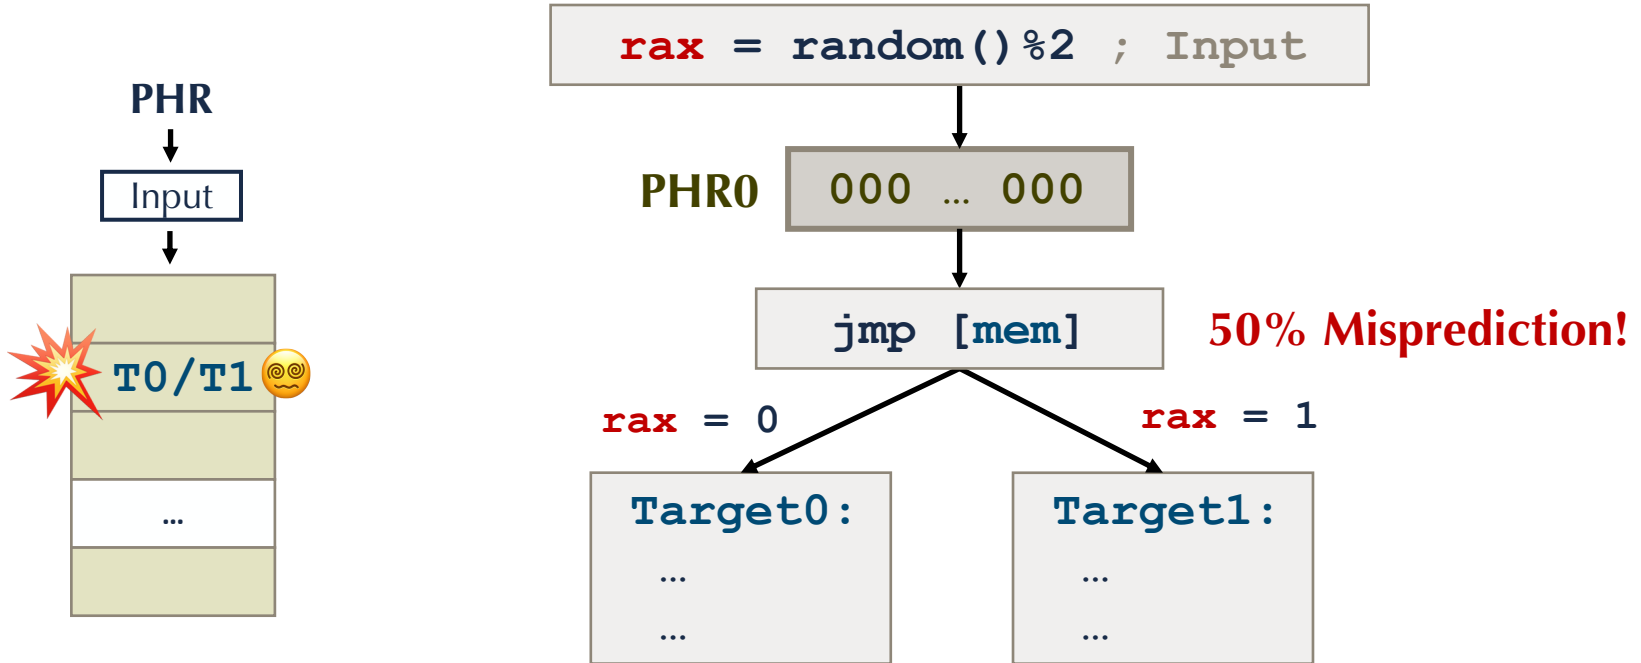 PHR
Input
T0/T1
…
rax = random()%2 ; Input
PHR0
000 … 000
jmp [mem]
50% Misprediction!
rax = 0
rax = 1
Target0:
…
…
Target1:
…
…